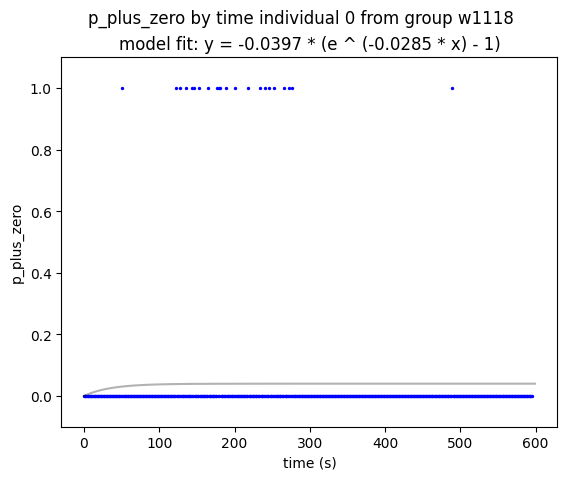 p_plus_zero by time individual 0 from group w1118
model fit: y = -0.0397 * (e ^ (-0.0285 * x) - 1)
1.0
0.8
0.6
0.4
0.2
0.0
p_plus_zero
0 100 200 300 400 500 600
time (s)